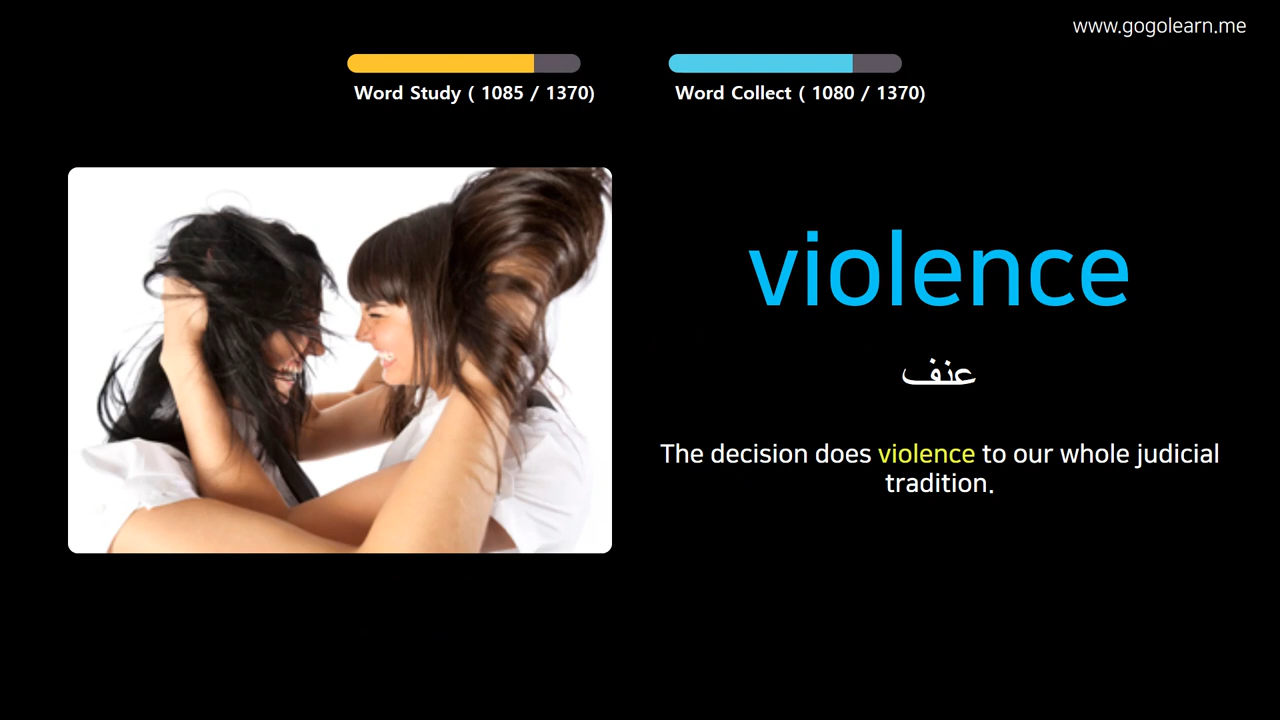 www.gogolearn.me
Word Study ( 1085 / 1370)
Word Collect ( 1080 / 1370)
violence
عنف
The decision does violence to our whole judicial
tradition.